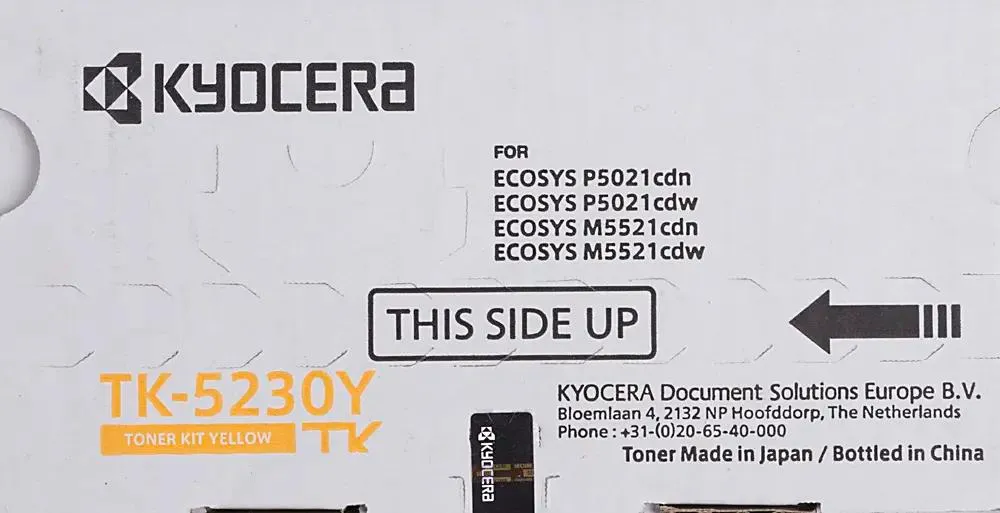 KYOCERA
FOR
ECOSYS P5021cdn
ECOSYS P5021cdw
ECOSYS M5521cdn
ECOSYS M5521cdw
THIS SIDE UP
TK-5230Y
TONER KIT YELLOW
TK
KYOCERA Document Solutions Europe B.V.
Bloemlaan 4, 2132 NP Hoofddorp, The Netherlands
Phone : +31-(0)20-65-40-000
Toner Made in Japan / Bottled in China
KYOCERA